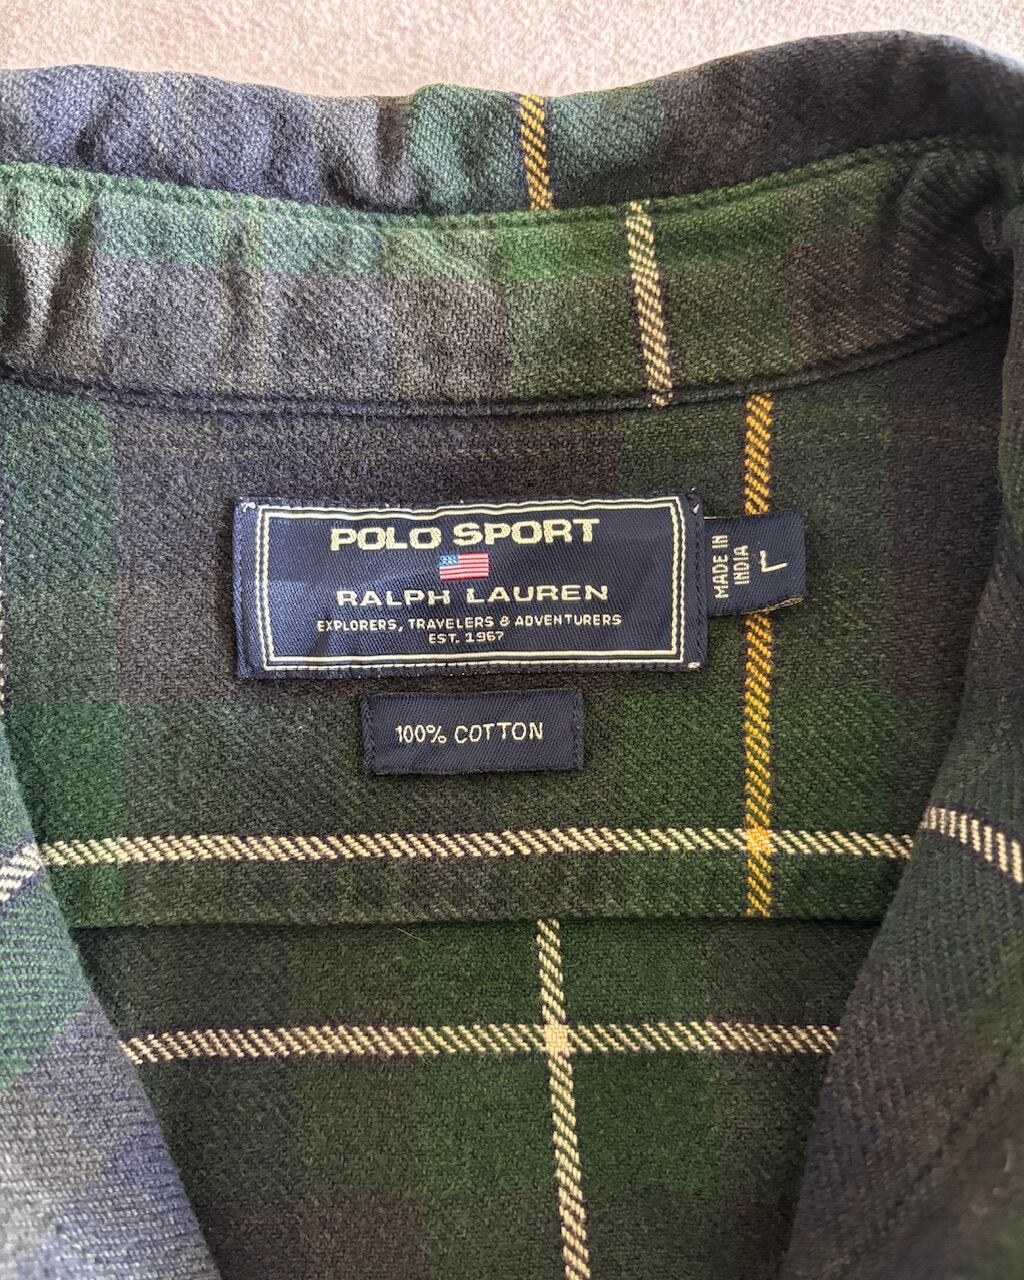 POLO SPORT
RALPH LAUREN
EXPLORERS, TRAVELERS & ADVENTURERS
EST. 1967
MADE IN
INDIA
L
100% COTTON